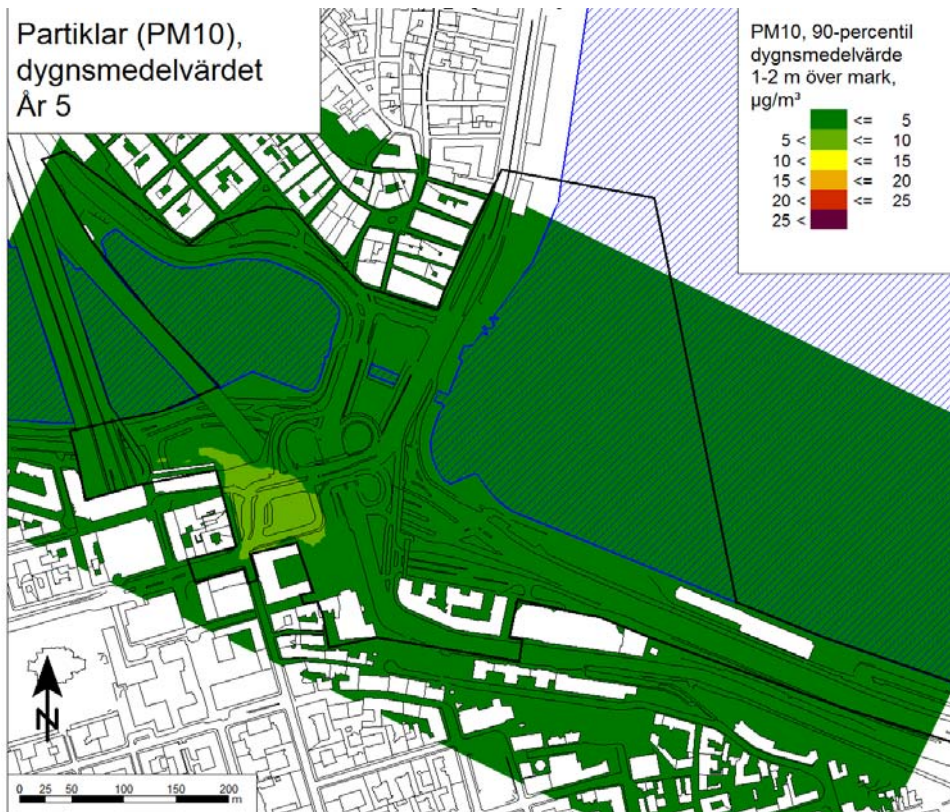 Partiklar (PM10),
dygnsmedelvärdet
År 5
PM10, 90-percentil
dygnsmedelvärde
1-2 m över mark,
µg/m³
<= 5
5 < <= 10
10 < <= 15
15 < <= 20
20 < <= 25
25 <
N
0 25 50 100 150 200
m